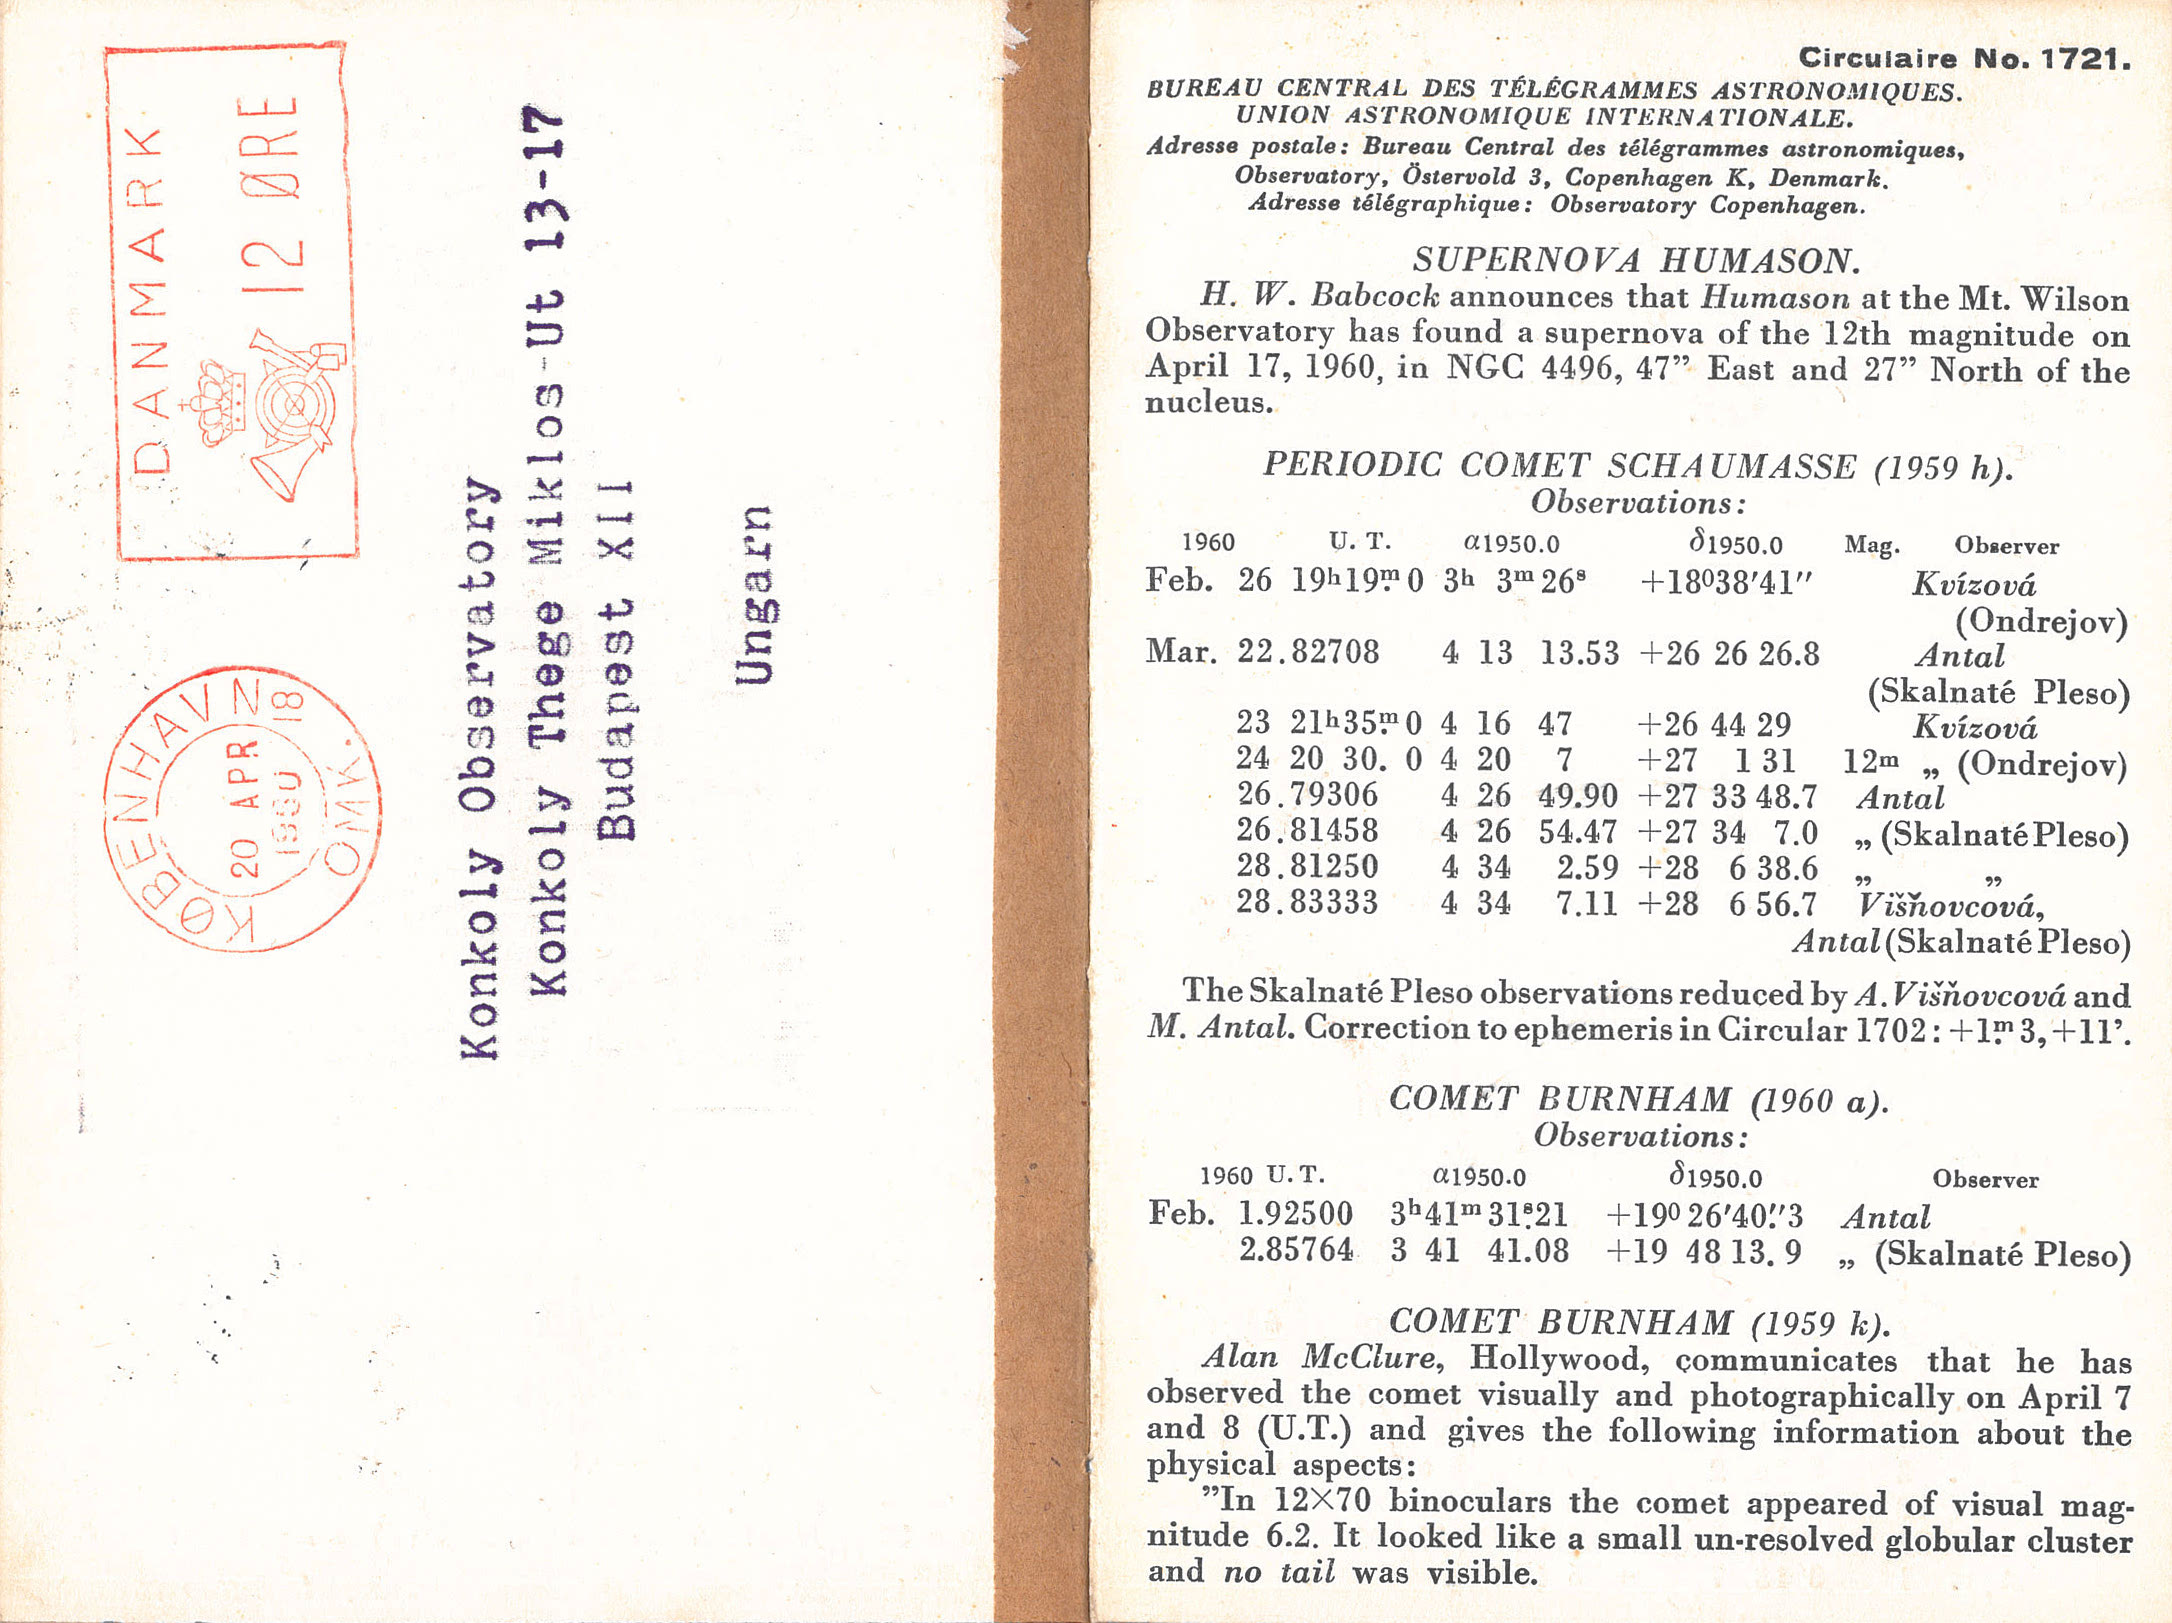 DANMARK
12 ØRE
KØBENHAVN OMK.
18
20 APR
1960
Konkoly Observatory
Konkoly Thege Miklos-Ut 13-17
Budapest XII
Ungarn
Circulaire No. 1721.
BUREAU CENTRAL DES TÉLÉGRAMMES ASTRONOMIQUES.
UNION ASTRONOMIQUE INTERNATIONALE.
Adresse postale: Bureau Central des télégrammes astronomiques,
Observatory, Östervold 3, Copenhagen K, Denmark.
Adresse télégraphique: Observatory Copenhagen.
SUPERNOVA HUMASON.
H. W. Babcock announces that Humason at the Mt. Wilson
Observatory has found a supernova of the 12th magnitude on
April 17, 1960, in NGC 4496, 47” East and 27” North of the
nucleus.
PERIODIC COMET SCHAUMASSE (1959 h).
Observations:
1960 U. T. α1950.0 δ1950.0 Mag. Observer
Feb. 26 19ʰ19ᵐ.0 3ʰ 3ᵐ26ˢ +18⁰38′41″ Kvízová
(Ondrejov)
Mar. 22.82708 4 13 13.53 +26 26 26.8 Antal
(Skalnaté Pleso)
23 21ʰ35ᵐ.0 4 16 47 +26 44 29 Kvízová
24 20 30. 0 4 20 7 +27 1 31 12ᵐ „ (Ondrejov)
26.79306 4 26 49.90 +27 33 48.7 Antal
26.81458 4 26 54.47 +27 34 7.0 „ (Skalnaté Pleso)
28.81250 4 34 2.59 +28 6 38.6 „ „
28.83333 4 34 7.11 +28 6 56.7 Višňovcová,
Antal (Skalnaté Pleso)
The Skalnaté Pleso observations reduced by A. Višňovcová and
M. Antal. Correction to ephemeris in Circular 1702: +1ᵐ.3, +11’.
COMET BURNHAM (1960 a).
Observations:
1960 U. T. α1950.0 δ1950.0 Observer
Feb. 1.92500 3ʰ41ᵐ31ˢ.21 +19⁰26′40″.3 Antal
2.85764 3 41 41.08 +19 48 13. 9 „ (Skalnaté Pleso)
COMET BURNHAM (1959 k).
Alan McClure, Hollywood, communicates that he has
observed the comet visually and photographically on April 7
and 8 (U.T.) and gives the following information about the
physical aspects:
”In 12×70 binoculars the comet appeared of visual mag-
nitude 6.2. It looked like a small un-resolved globular cluster
and no tail was visible.